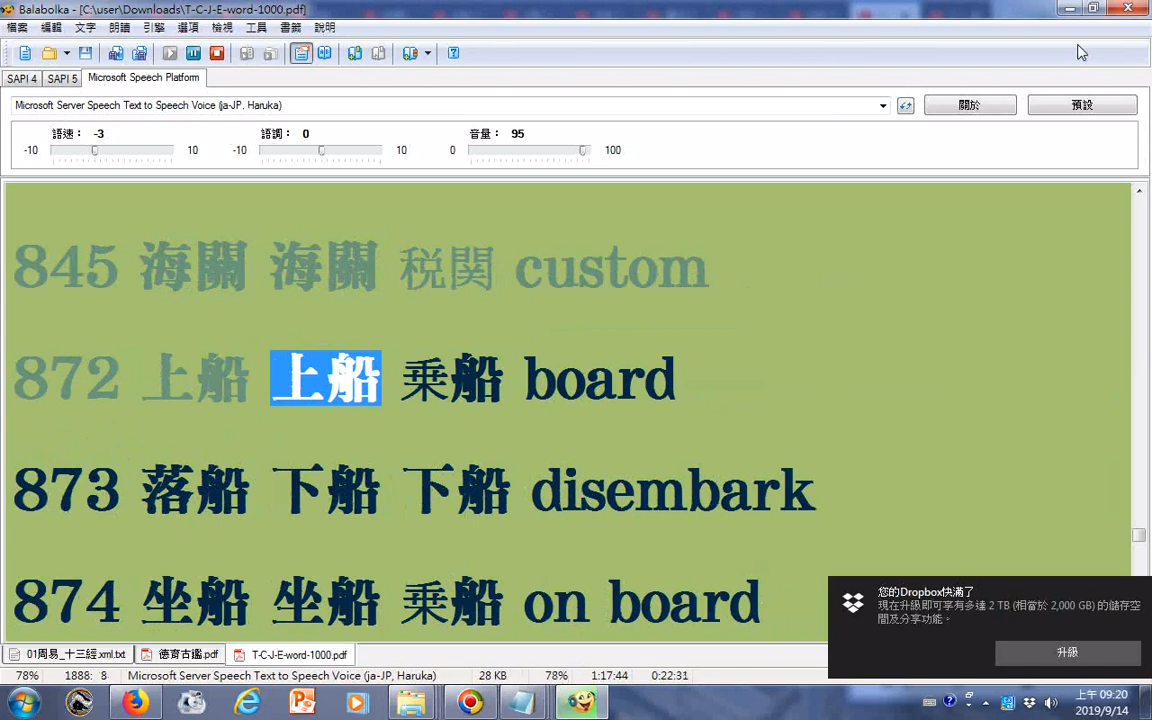 Balabolka - [C:\user\Downloads\T-C-J-E-word-1000.pdf]
檔案 編輯 文字 朗讀 引擎 選項 檢視 工具 書籤 說明
SAPI 4 SAPI 5 Microsoft Speech Platform
Microsoft Server Speech Text to Speech Voice (ja-JP, Haruka) 關於 預設
語速： -3 語調： 0 音量： 95
-10 10 -10 10 0 100
845 海關 海關 税関 custom
872 上船 上船 乗船 board
873 落船 下船 下船 disembark
874 坐船 坐船 乗船 on board
您的Dropbox快滿了
現在升級即可享有多達 2 TB (相當於 2,000 GB) 的儲存空
間及分享功能。
升級
01周易_十三經.xml.txt 德育古鑑.pdf T-C-J-E-word-1000.pdf
78% 1888: 8 Microsoft Server Speech Text to Speech Voice (ja-JP, Haruka) 28 KB 78% 1:17:44 0:22:31
上午 09:20
2019/9/14